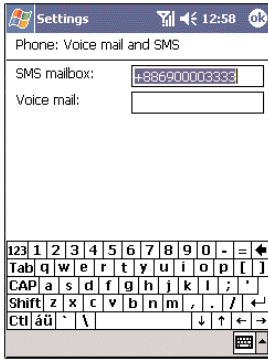 Settings 12:58 ok
Phone: Voice mail and SMS
SMS mailbox: +886900003333
Voice mail:
123 1 2 3 4 5 6 7 8 9 0 - =
Tab q w e r t y u i o p [ ]
CAP a s d f g h j k l ; '
Shift z x c v b n m , . /
Ctl áü ` \